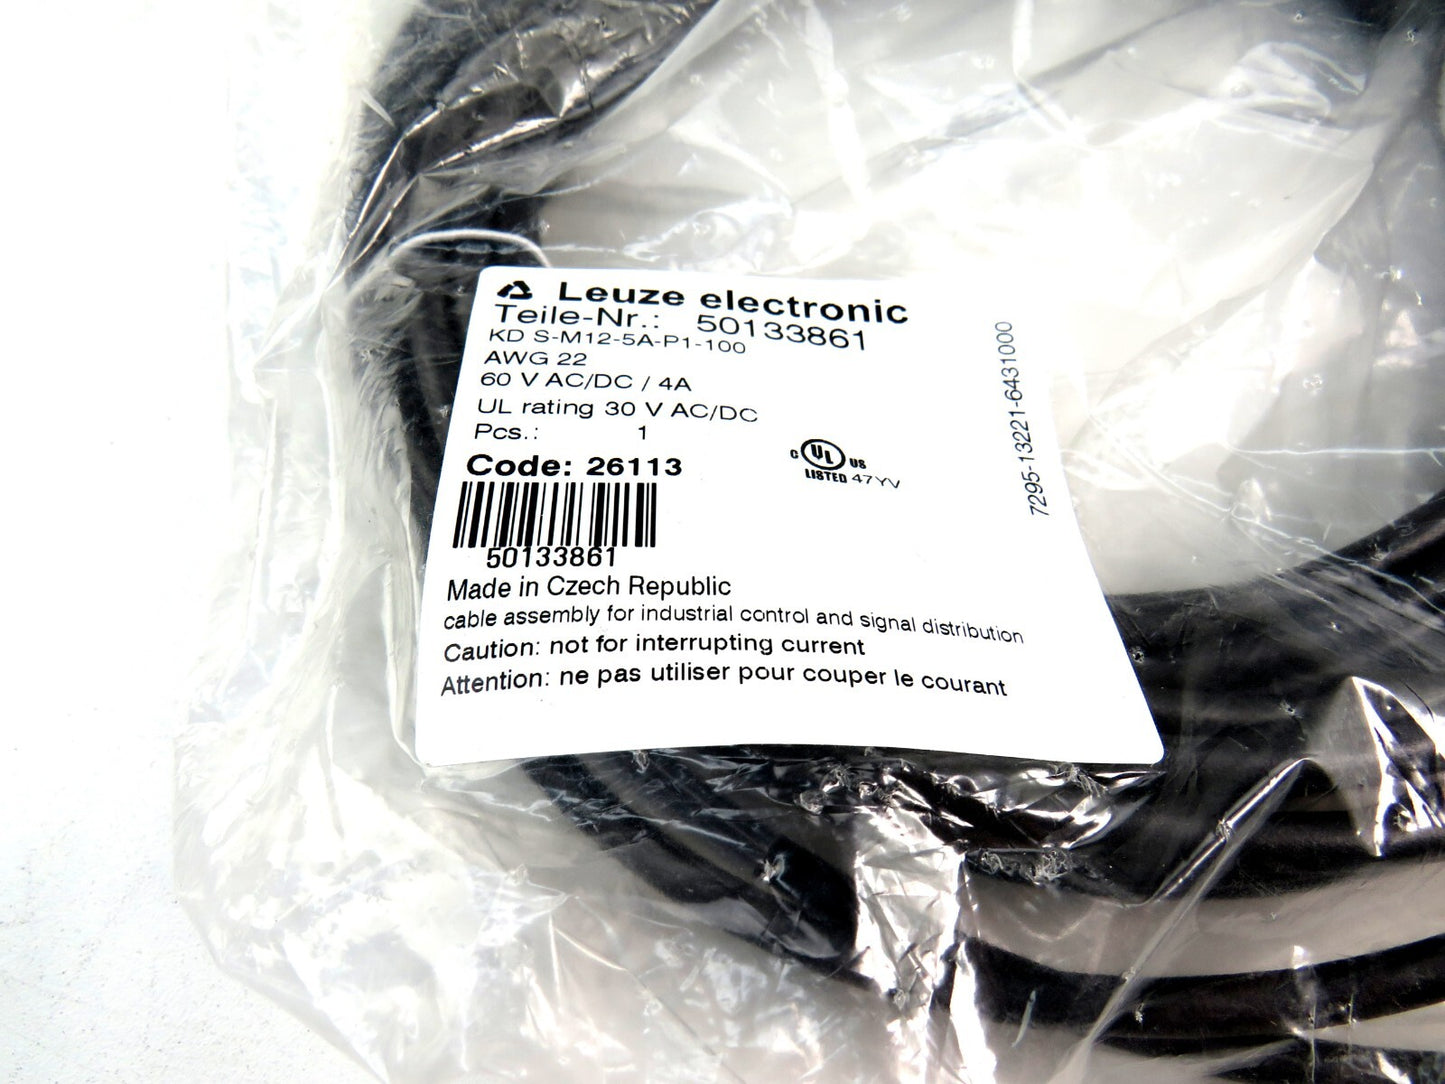 Leuze electronic
Teile-Nr.: 50133861
KD S-M12-5A-P1-100
AWG 22
60 V AC/DC / 4A
UL rating 30 V AC/DC
Pcs.: 1
Code: 26113
C UL US
LISTED 47YV
50133861
Made in Czech Republic
cable assembly for industrial control and signal distribution
Caution: not for interrupting current
Attention: ne pas utiliser pour couper le courant
7295-13221-6431000